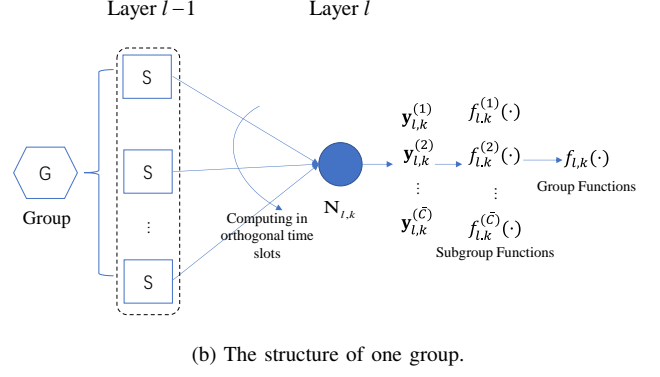 Layer l−1 Layer l
S
G
Group
S
⋮
S
Computing in
orthogonal time
slots
N_{l,k}
y_{l,k}^{(1)} f_{l,k}^{(1)}(·)
y_{l,k}^{(2)} f_{l,k}^{(2)}(·) f_{l,k}(·)
Group Functions
⋮ ⋮
y_{l,k}^{(C̄)} f_{l,k}^{(C̄)}(·)
Subgroup Functions
(b) The structure of one group.